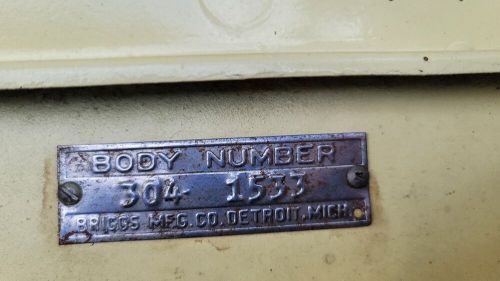 BODY NUMBER
304- 1533
BRIGGS MFG. CO. DETROIT, MICH.